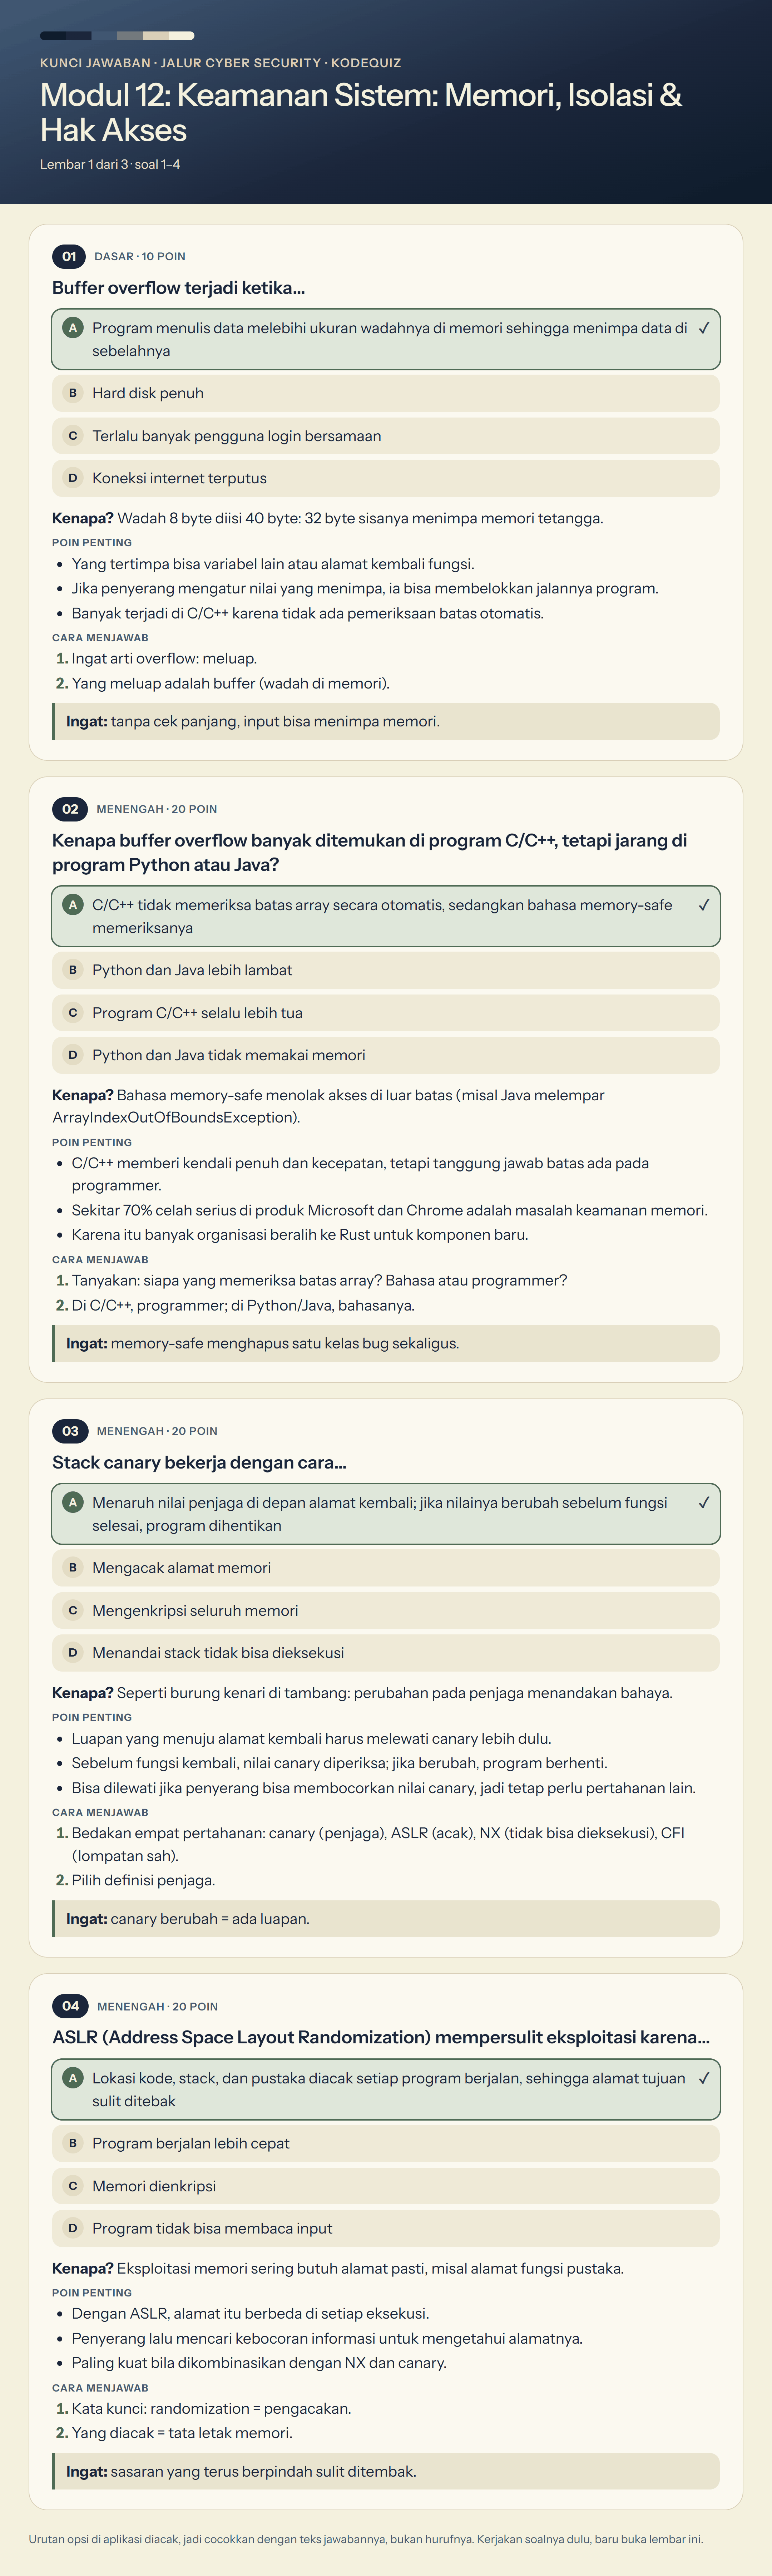 KUNCI JAWABAN · JALUR CYBER SECURITY · KODEQUIZ
Modul 12: Keamanan Sistem: Memori, Isolasi &
Hak Akses
Lembar 1 dari 3 · soal 1–4
01 DASAR · 10 POIN
Buffer overflow terjadi ketika...
A Program menulis data melebihi ukuran wadahnya di memori sehingga menimpa data di ✓
sebelahnya
B Hard disk penuh
C Terlalu banyak pengguna login bersamaan
D Koneksi internet terputus
Kenapa? Wadah 8 byte diisi 40 byte: 32 byte sisanya menimpa memori tetangga.
POIN PENTING
• Yang tertimpa bisa variabel lain atau alamat kembali fungsi.
• Jika penyerang mengatur nilai yang menimpa, ia bisa membelokkan jalannya program.
• Banyak terjadi di C/C++ karena tidak ada pemeriksaan batas otomatis.
CARA MENJAWAB
1. Ingat arti overflow: meluap.
2. Yang meluap adalah buffer (wadah di memori).
Ingat: tanpa cek panjang, input bisa menimpa memori.
02 MENENGAH · 20 POIN
Kenapa buffer overflow banyak ditemukan di program C/C++, tetapi jarang di
program Python atau Java?
A C/C++ tidak memeriksa batas array secara otomatis, sedangkan bahasa memory-safe ✓
memeriksanya
B Python dan Java lebih lambat
C Program C/C++ selalu lebih tua
D Python dan Java tidak memakai memori
Kenapa? Bahasa memory-safe menolak akses di luar batas (misal Java melempar
ArrayIndexOutOfBoundsException).
POIN PENTING
• C/C++ memberi kendali penuh dan kecepatan, tetapi tanggung jawab batas ada pada
programmer.
• Sekitar 70% celah serius di produk Microsoft dan Chrome adalah masalah keamanan memori.
• Karena itu banyak organisasi beralih ke Rust untuk komponen baru.
CARA MENJAWAB
1. Tanyakan: siapa yang memeriksa batas array? Bahasa atau programmer?
2. Di C/C++, programmer; di Python/Java, bahasanya.
Ingat: memory-safe menghapus satu kelas bug sekaligus.
03 MENENGAH · 20 POIN
Stack canary bekerja dengan cara...
A Menaruh nilai penjaga di depan alamat kembali; jika nilainya berubah sebelum fungsi ✓
selesai, program dihentikan
B Mengacak alamat memori
C Mengenkripsi seluruh memori
D Menandai stack tidak bisa dieksekusi
Kenapa? Seperti burung kenari di tambang: perubahan pada penjaga menandakan bahaya.
POIN PENTING
• Luapan yang menuju alamat kembali harus melewati canary lebih dulu.
• Sebelum fungsi kembali, nilai canary diperiksa; jika berubah, program berhenti.
• Bisa dilewati jika penyerang bisa membocorkan nilai canary, jadi tetap perlu pertahanan lain.
CARA MENJAWAB
1. Bedakan empat pertahanan: canary (penjaga), ASLR (acak), NX (tidak bisa dieksekusi), CFI
(lompatan sah).
2. Pilih definisi penjaga.
Ingat: canary berubah = ada luapan.
04 MENENGAH · 20 POIN
ASLR (Address Space Layout Randomization) mempersulit eksploitasi karena...
A Lokasi kode, stack, dan pustaka diacak setiap program berjalan, sehingga alamat tujuan ✓
sulit ditebak
B Program berjalan lebih cepat
C Memori dienkripsi
D Program tidak bisa membaca input
Kenapa? Eksploitasi memori sering butuh alamat pasti, misal alamat fungsi pustaka.
POIN PENTING
• Dengan ASLR, alamat itu berbeda di setiap eksekusi.
• Penyerang lalu mencari kebocoran informasi untuk mengetahui alamatnya.
• Paling kuat bila dikombinasikan dengan NX dan canary.
CARA MENJAWAB
1. Kata kunci: randomization = pengacakan.
2. Yang diacak = tata letak memori.
Ingat: sasaran yang terus berpindah sulit ditembak.
Urutan opsi di aplikasi diacak, jadi cocokkan dengan teks jawabannya, bukan hurufnya. Kerjakan soalnya dulu, baru buka lembar ini.